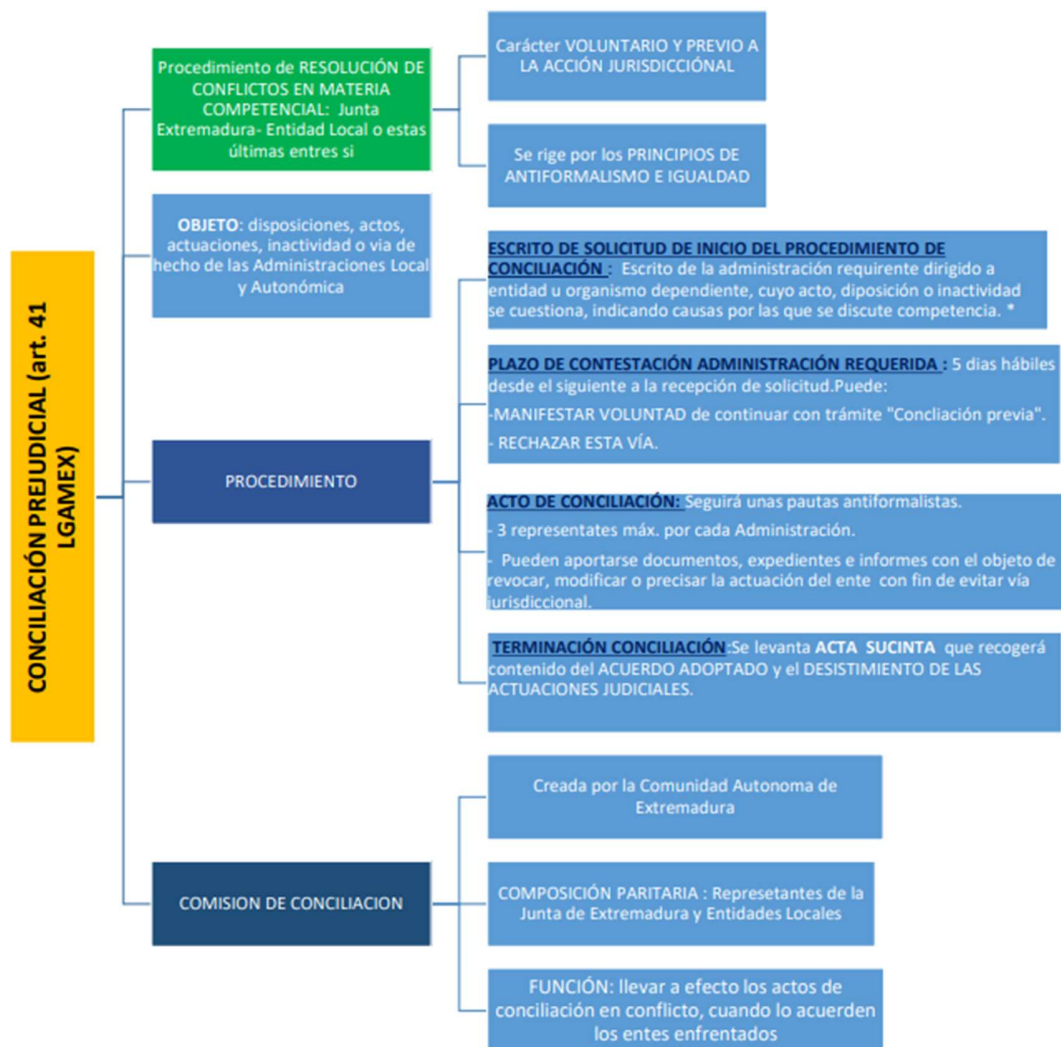 CONCILIACIÓN PREJUDICIAL (art. 41
LGAMEX)
Procedimiento de RESOLUCIÓN DE
CONFLICTOS EN MATERIA
COMPETENCIAL: Junta
Extremadura- Entidad Local o estas
últimas entres si
Carácter VOLUNTARIO Y PREVIO A
LA ACCIÓN JURISDICCIÓNAL
Se rige por los PRINCIPIOS DE
ANTIFORMALISMO E IGUALDAD
OBJETO: disposiciones, actos,
actuaciones, inactividad o via de
hecho de las Administraciones Local
y Autonómica
PROCEDIMIENTO
ESCRITO DE SOLICITUD DE INICIO DEL PROCEDIMIENTO DE
CONCILIACIÓN : Escrito de la administración requirente dirigido a
entidad u organismo dependiente, cuyo acto, diposición o inactividad
se cuestiona, indicando causas por las que se discute competencia. *
PLAZO DE CONTESTACIÓN ADMINISTRACIÓN REQUERIDA : 5 dias hábiles
desde el siguiente a la recepción de solicitud.Puede:
-MANIFESTAR VOLUNTAD de continuar con trámite "Concliación previa".
- RECHAZAR ESTA VÍA.
ACTO DE CONCILIACIÓN: Seguirá unas pautas antiformalistas.
- 3 representates máx. por cada Administración.
- Pueden aportarse documentos, expedientes e informes con el objeto de
revocar, modificar o precisar la actuación del ente con fin de evitar vía
jurisdiccional.
TERMINACIÓN CONCILIACIÓN:Se levanta ACTA SUCINTA que recogerá
contenido del ACUERDO ADOPTADO y el DESISTIMIENTO DE LAS
ACTUACIONES JUDICIALES.
COMISION DE CONCILIACION
Creada por la Comunidad Autonoma de
Extremadura
COMPOSICIÓN PARITARIA : Represetantes de la
Junta de Extremadura y Entidades Locales
FUNCIÓN: llevar a efecto los actos de
conciliación en conflicto, cuando lo acuerden
los entes enfrentados